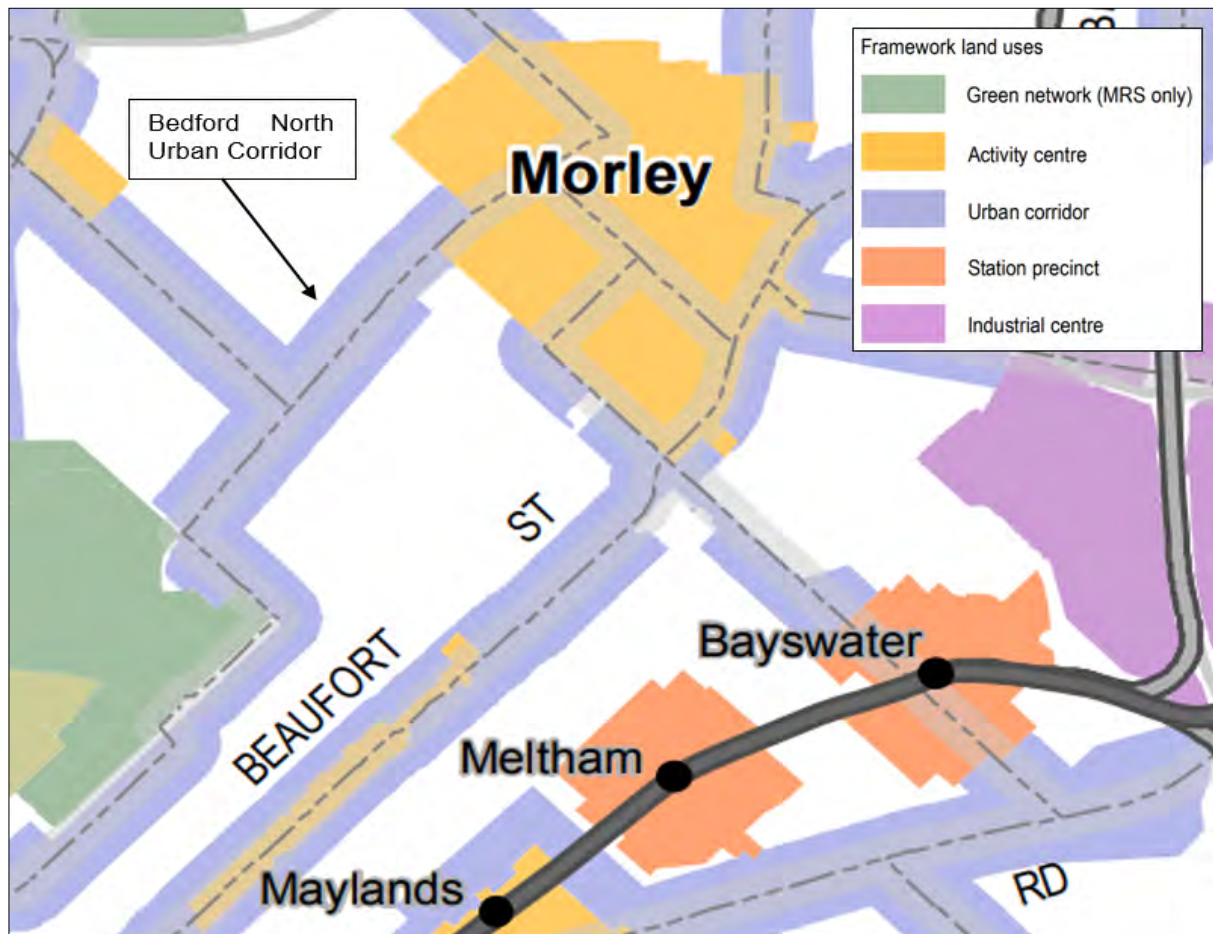 Framework land uses
Green network (MRS only)
Activity centre
Urban corridor
Station precinct
Industrial centre
Bedford North
Urban Corridor
Morley
ST
BEAUFORT
Bayswater
Meltham
Maylands
RD